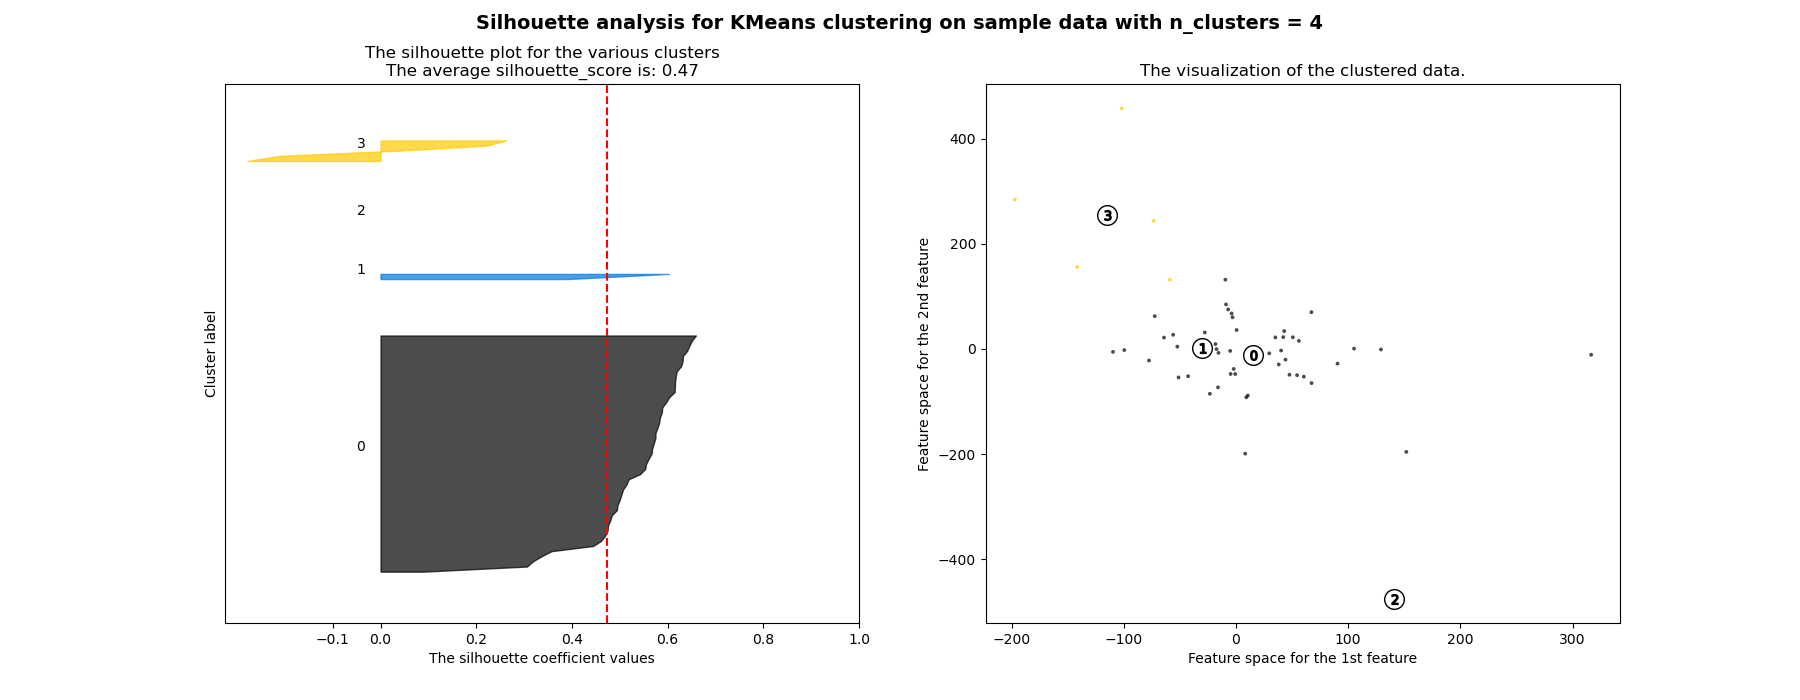 Silhouette analysis for KMeans clustering on sample data with n_clusters = 4
The silhouette plot for the various clusters
The average silhouette_score is: 0.47
3
2
1
0
Cluster label
−0.1 0.0 0.2 0.4 0.6 0.8 1.0
The silhouette coefficient values
The visualization of the clustered data.
400
200
0
−200
−400
Feature space for the 2nd feature
3
1
0
2
−200 −100 0 100 200 300
Feature space for the 1st feature